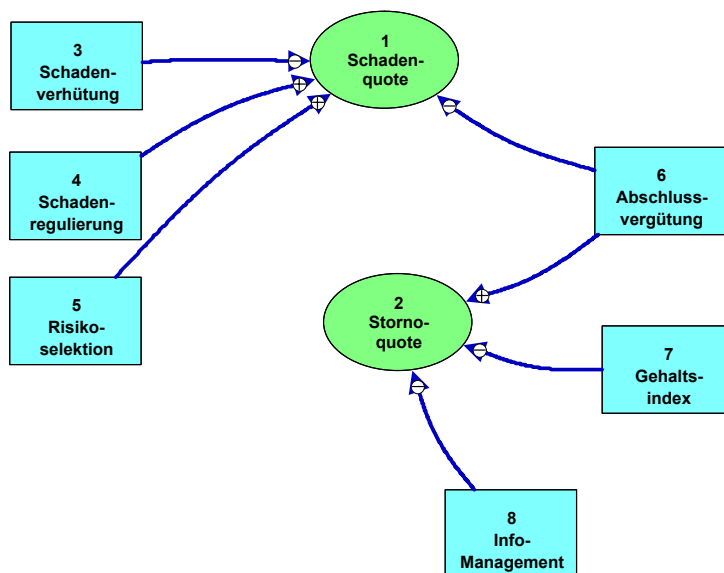 3
Schaden-
verhütung
1
Schaden-
quote
4
Schaden-
regulierung
6
Abschluss-
vergütung
5
Risiko-
selektion
2
Storno-
quote
7
Gehalts-
index
8
Info-
Management